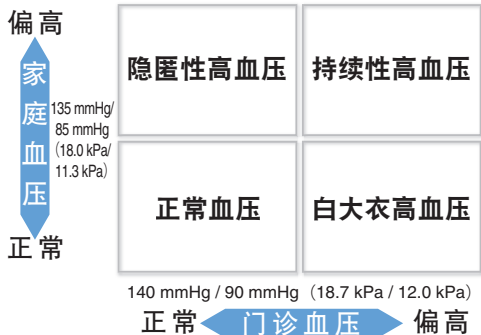 偏高
家庭血压
135 mmHg/
85 mmHg
（18.0 kPa/
11.3 kPa）
正常
隐匿性高血压 持续性高血压
正常血压 白大衣高血压
140 mmHg / 90 mmHg（18.7 kPa / 12.0 kPa）
正常 门诊血压 偏高